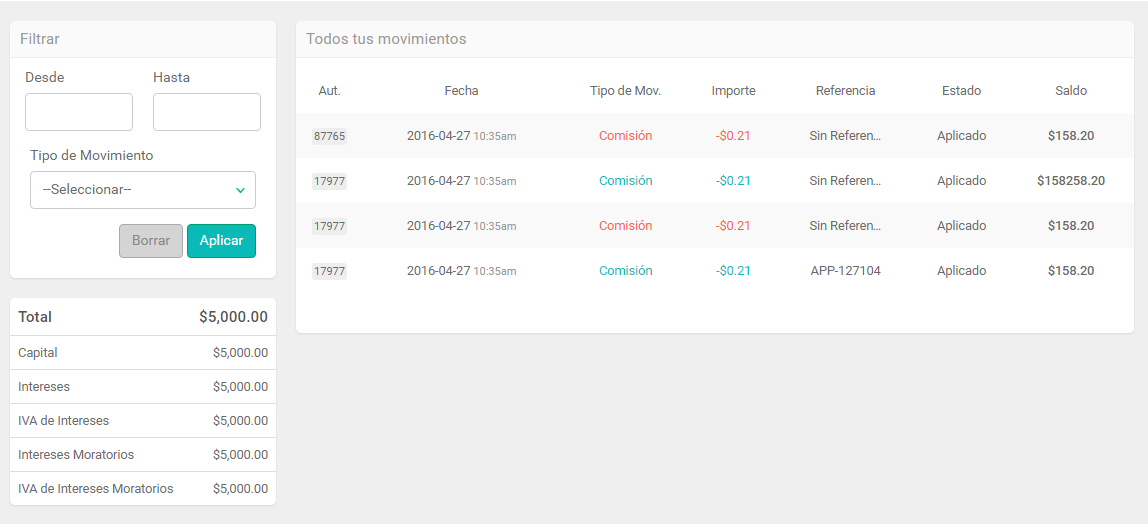 Filtrar
Desde Hasta
Tipo de Movimiento
--Seleccionar--
Borrar Aplicar
Total $5,000.00
Capital $5,000.00
Intereses $5,000.00
IVA de Intereses $5,000.00
Intereses Moratorios $5,000.00
IVA de Intereses Moratorios $5,000.00
Todos tus movimientos
Aut. Fecha Tipo de Mov. Importe Referencia Estado Saldo
87765 2016-04-27 10:35am Comisión -$0.21 Sin Referen... Aplicado $158.20
17977 2016-04-27 10:35am Comisión -$0.21 Sin Referen... Aplicado $158258.20
17977 2016-04-27 10:35am Comisión -$0.21 Sin Referen... Aplicado $158.20
17977 2016-04-27 10:35am Comisión -$0.21 APP-127104 Aplicado $158.20